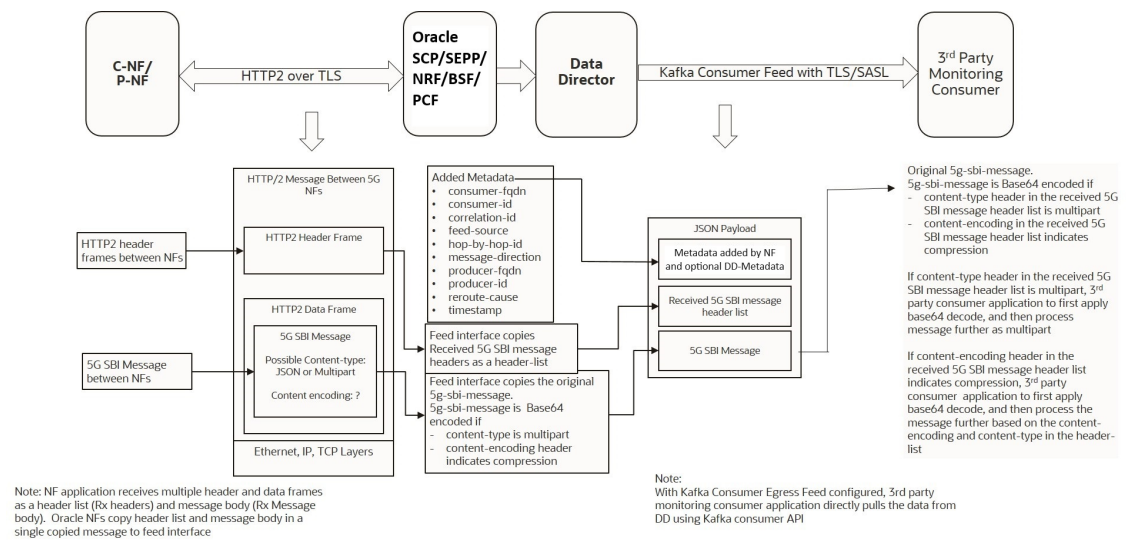 C-NF/
P-NF
HTTP2 over TLS
Oracle
SCP/SEPP/
NRF/BSF/
PCF
Data
Director
Kafka Consumer Feed with TLS/SASL
3rd Party
Monitoring
Consumer
HTTP2 header
frames between NFs
5G SBI Message
between NFs
HTTP/2 Message Between 5G
NFs
HTTP2 Header Frame
HTTP2 Data Frame
5G SBI Message
Possible Content-type:
JSON or Multipart
Content encoding: ?
Ethernet, IP, TCP Layers
Added Metadata
• consumer-fqdn
• consumer-id
• correlation-id
• feed-source
• hop-by-hop-id
• message-direction
• producer-fqdn
• producer-id
• reroute-cause
• timestamp
Feed interface copies
Received 5G SBI message
headers as a header-list
Feed interface copies the original
5g-sbi-message.
5g-sbi-message is Base64
encoded if
- content-type is multipart
- content-encoding header
indicates compression
JSON Payload
Metadata added by NF
and optional DD-Metadata
Received 5G SBI message
header list
5G SBI Message
Original 5g-sbi-message.
5g-sbi-message is Base64 encoded if
- content-type header in the received 5G
SBI message header list is multipart
- content-encoding in the received 5G
SBI message header list indicates
compression
If content-type header in the received 5G
SBI message header list is multipart, 3rd
party consumer application to first apply
base64 decode, and then process
message further as multipart
If content-encoding header in the
received 5G SBI message header list
indicates compression, 3rd party
consumer application to first apply
base64 decode, and then process the
message further based on the content-
encoding and content-type in the header-
list
Note: NF application receives multiple header and data frames
as a header list (Rx headers) and message body (Rx Message
body). Oracle NFs copy header list and message body in a
single copied message to feed interface
Note:
With Kafka Consumer Egress Feed configured, 3rd party
monitoring consumer application directly pulls the data from
DD using Kafka consumer API